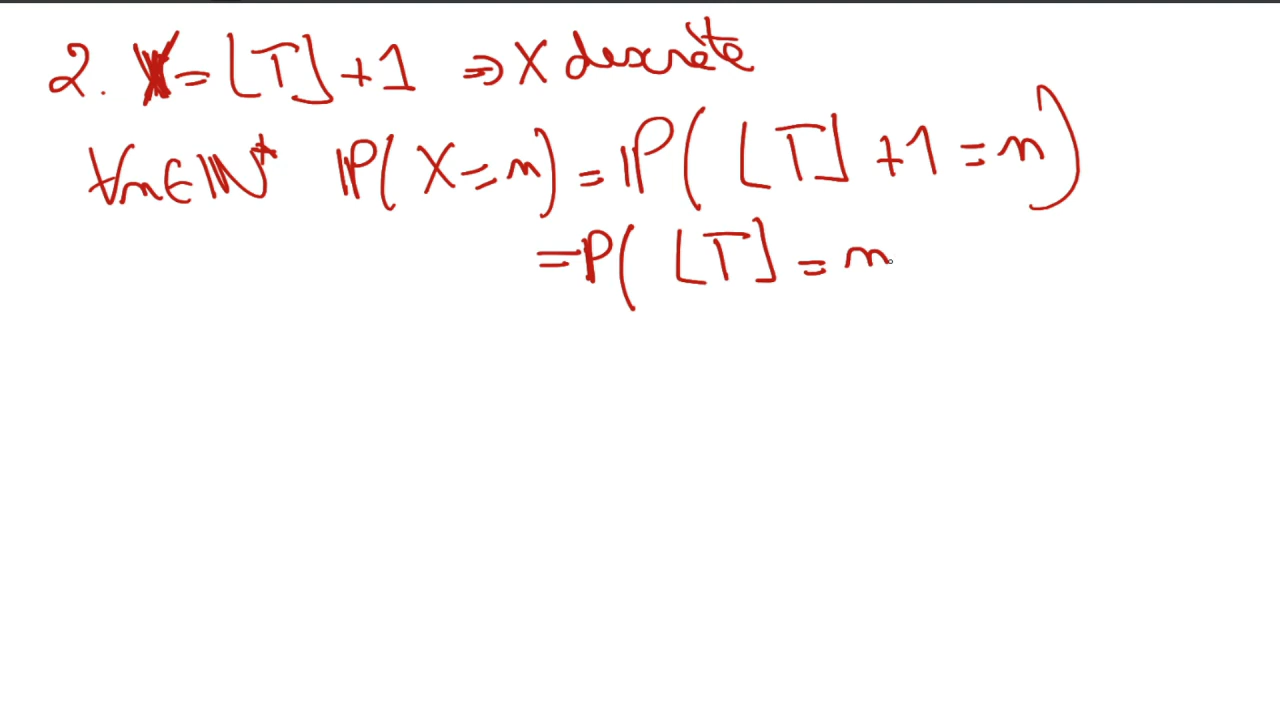 2. X = ⌊T⌋ + 1 ⇒ X discrète
∀n ∈ ℕ* ℙ(X = n) = ℙ(⌊T⌋ + 1 = n)
= P(⌊T⌋ = n